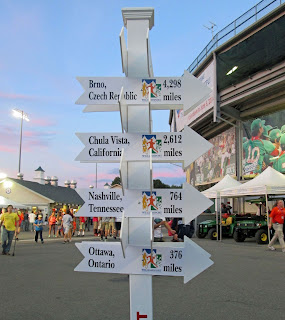 Brno,
Czech Republic
4,298
miles
Chula Vista,
California
2,612
miles
Nashville,
Tennessee
764
miles
Ottawa,
Ontario
376
miles